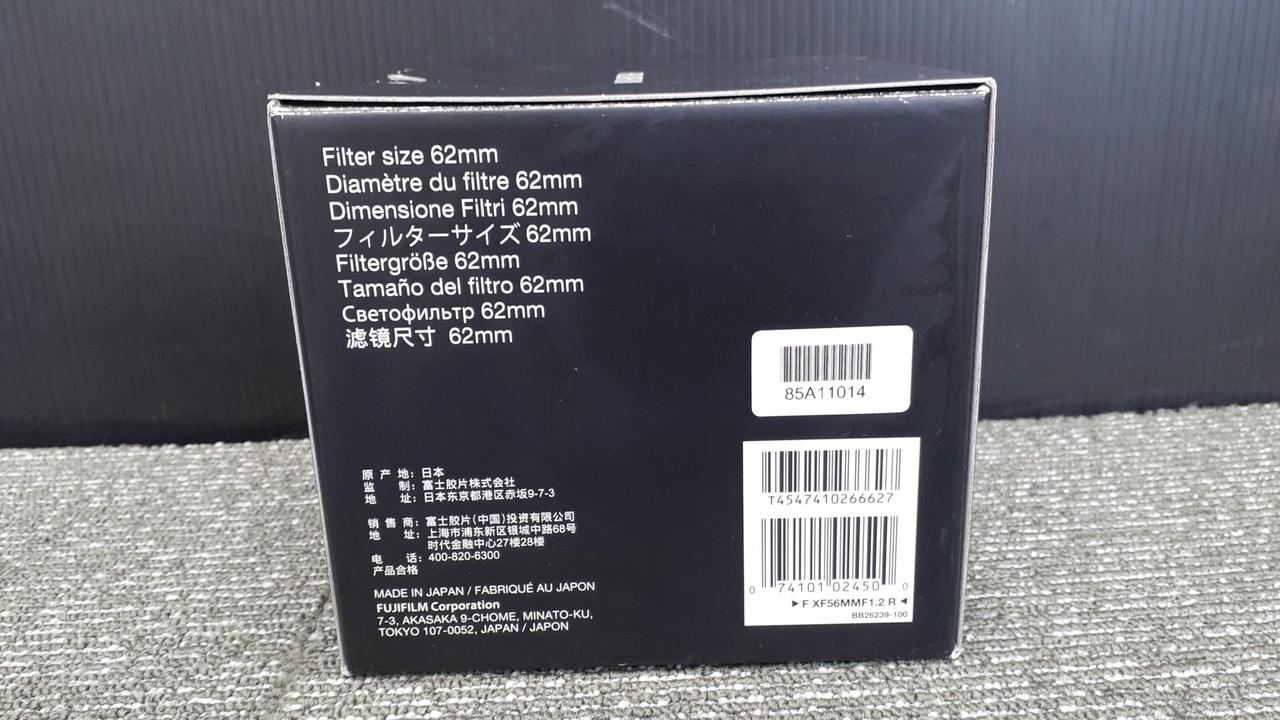 Filter size 62mm
Diamètre du filtre 62mm
Dimensione Filtri 62mm
フィルターサイズ 62mm
Filtergröße 62mm
Tamaño del filtro 62mm
Светофильтр 62mm
滤镜尺寸 62mm
85A11014
原产地：日本
监制：富士胶片株式会社
地址：日本东京都港区赤坂9-7-3
销售商：富士胶片(中国)投资有限公司
地址：上海市浦东新区银城中路68号
时代金融中心27楼28楼
电话：400-820-6300
产品合格
MADE IN JAPAN / FABRIQUÉ AU JAPON
FUJIFILM Corporation
7-3, AKASAKA 9-CHOME, MINATO-KU,
TOKYO 107-0052, JAPAN / JAPON
T4547410266627
0 74101 02450 0
►F XF56MMF1.2 R◄
BB26239-100